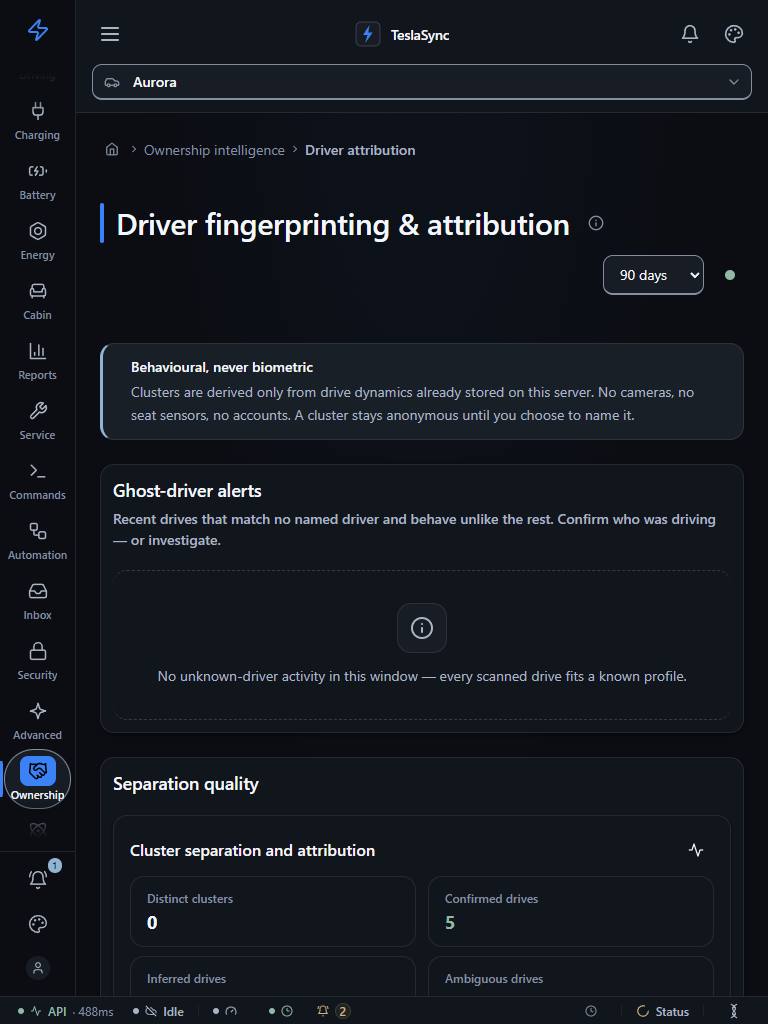 TeslaSync
Aurora
Driving
Charging
Battery
Energy
Cabin
Reports
Service
Commands
Automation
Inbox
Security
Advanced
Ownership
1
Ownership intelligence > Driver attribution
Driver fingerprinting & attribution
90 days
Behavioural, never biometric
Clusters are derived only from drive dynamics already stored on this server. No cameras, no
seat sensors, no accounts. A cluster stays anonymous until you choose to name it.
Ghost-driver alerts
Recent drives that match no named driver and behave unlike the rest. Confirm who was driving
— or investigate.
No unknown-driver activity in this window — every scanned drive fits a known profile.
Separation quality
Cluster separation and attribution
Distinct clusters
0
Confirmed drives
5
Inferred drives
Ambiguous drives
API · 488ms
Idle
2
Status